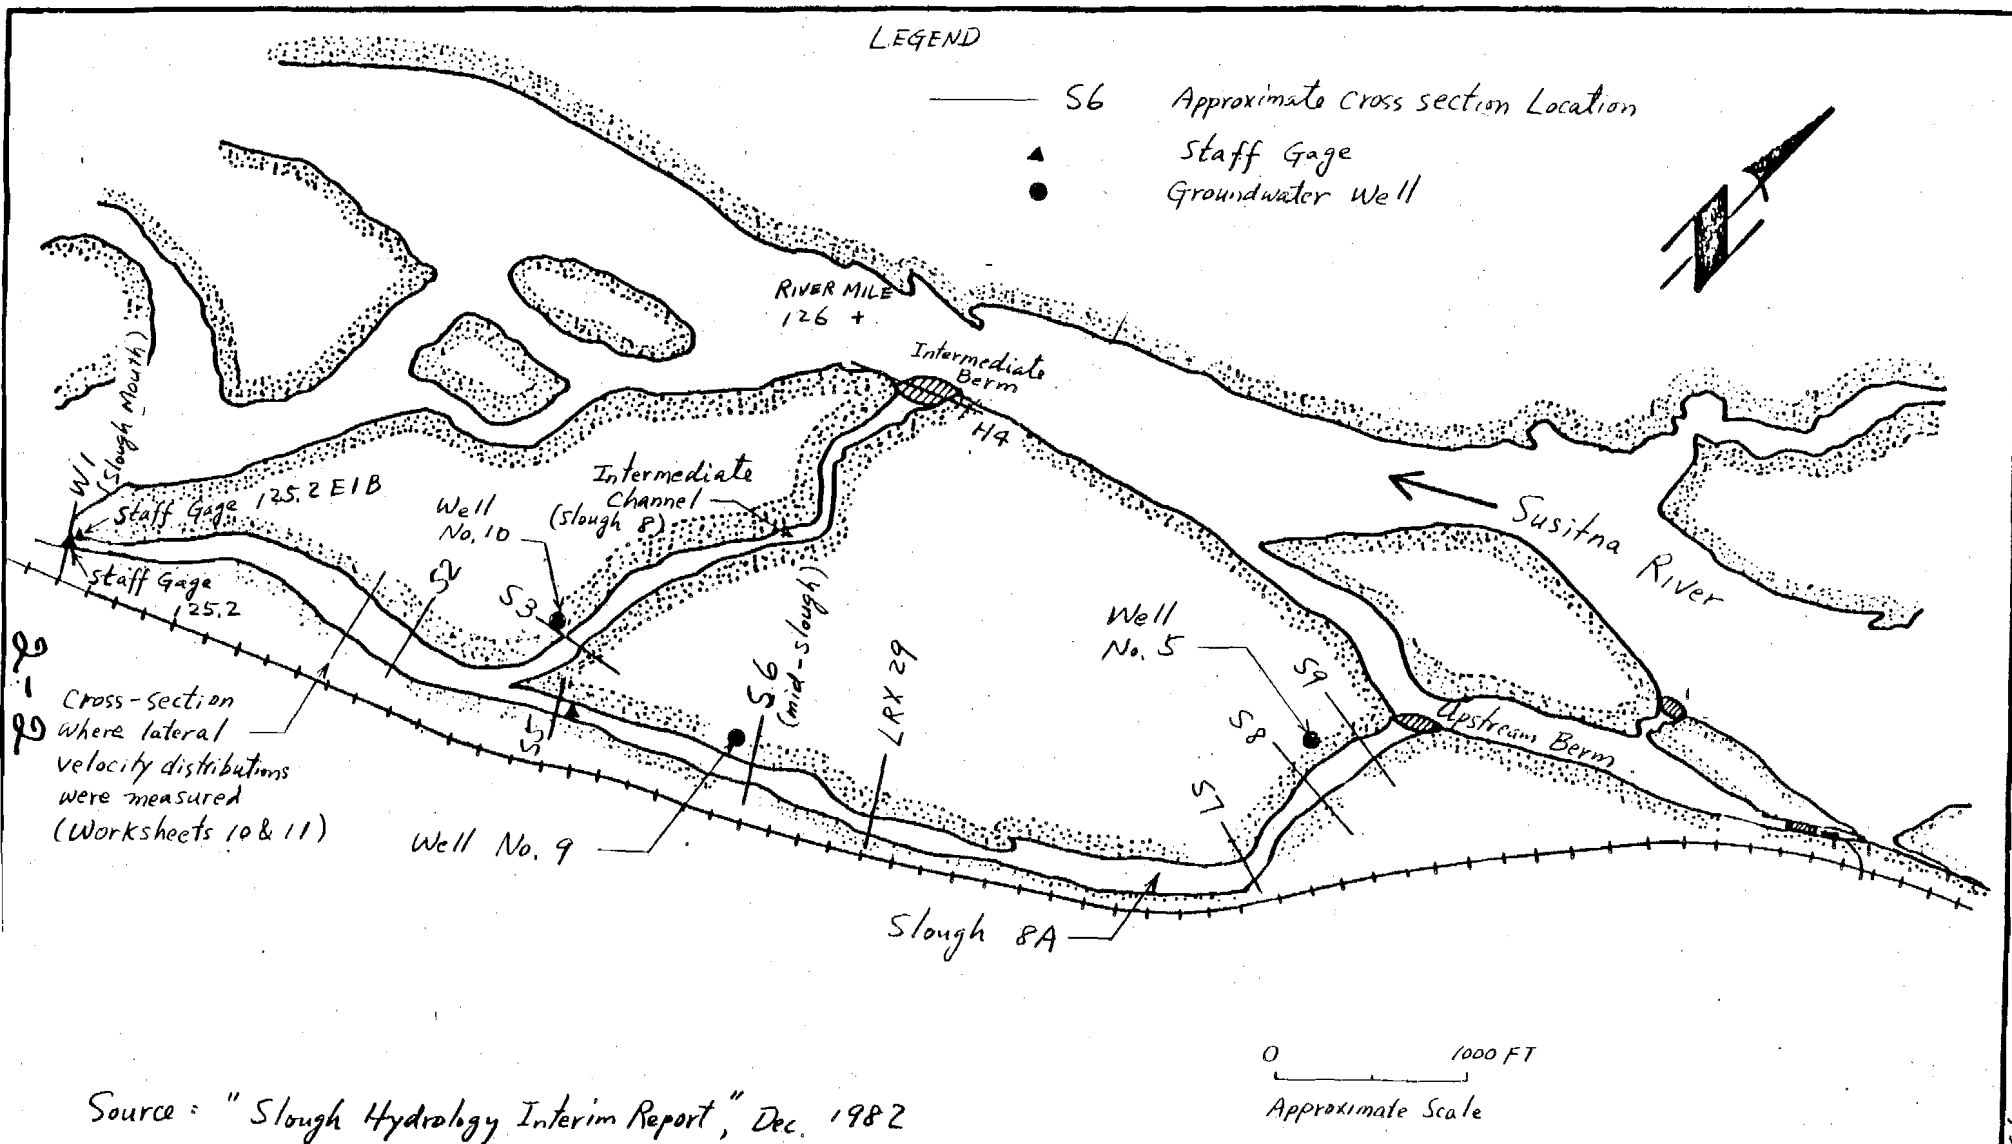 LEGEND
S6 Approximate cross section Location
Staff Gage
Groundwater Well
RIVER MILE
126 +
Intermediate
Berm
H4
W1
(Slough Mouth)
Staff Gage 125.2 E1B
Staff Gage
125.2
Well
No. 10
Intermediate
Channel
(Slough 8)
S2
S3
S5
S6
(mid-slough)
LRX 29
Well
No. 5
S9
S8
S7
Upstream Berm
Susitna River
Cross-section
where lateral
velocity distributions
were measured
(Worksheets 10 & 11)
Well No. 9
Slough 8A
2-2
0 1000 FT
Approximate Scale
Source: "Slough Hydrology Interim Report," Dec. 1982